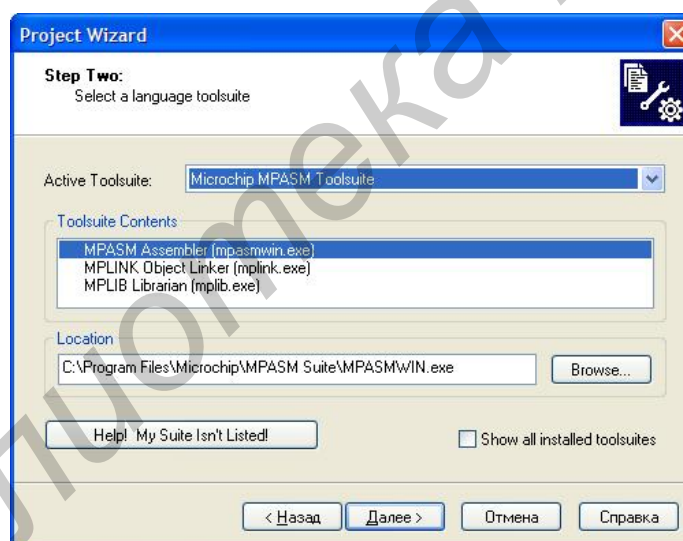 Project Wizard
Step Two:
Select a language toolsuite
Active Toolsuite:
Microchip MPASM Toolsuite
Toolsuite Contents
MPASM Assembler (mpasmwin.exe)
MPLINK Object Linker (mplink.exe)
MPLIB Librarian (mplib.exe)
Location
C:\Program Files\Microchip\MPASM Suite\MPASMWIN.exe
Browse...
Help! My Suite Isn't Listed!
Show all installed toolsuites
< Назад
Далее >
Отмена
Справка
лиотека